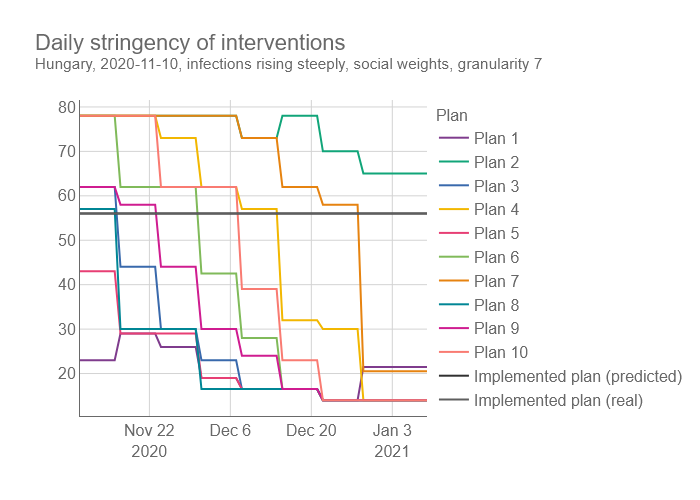 Daily stringency of interventions
Hungary, 2020-11-10, infections rising steeply, social weights, granularity 7
80
70
60
50
40
30
20
Nov 22
2020
Dec 6
Dec 20
Jan 3
2021
Plan
Plan 1
Plan 2
Plan 3
Plan 4
Plan 5
Plan 6
Plan 7
Plan 8
Plan 9
Plan 10
Implemented plan (predicted)
Implemented plan (real)